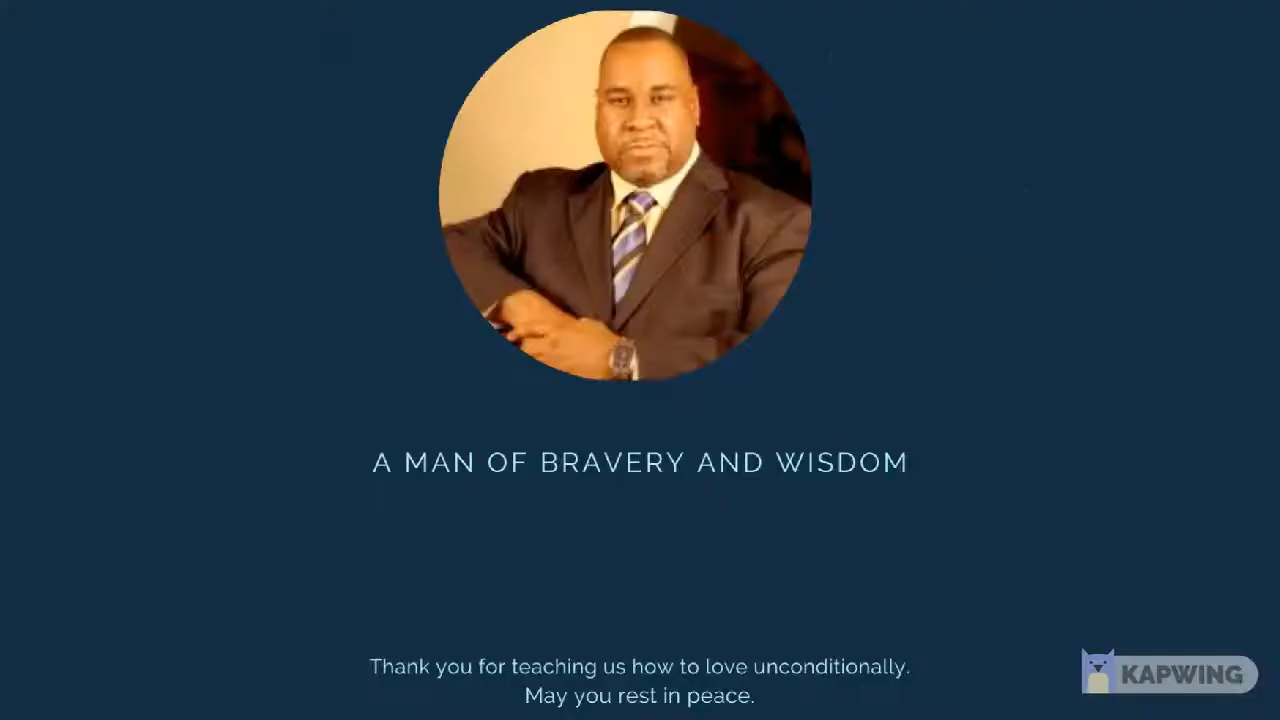 A MAN OF BRAVERY AND WISDOM
Thank you for teaching us how to love unconditionally.
May you rest in peace.
KAPWING